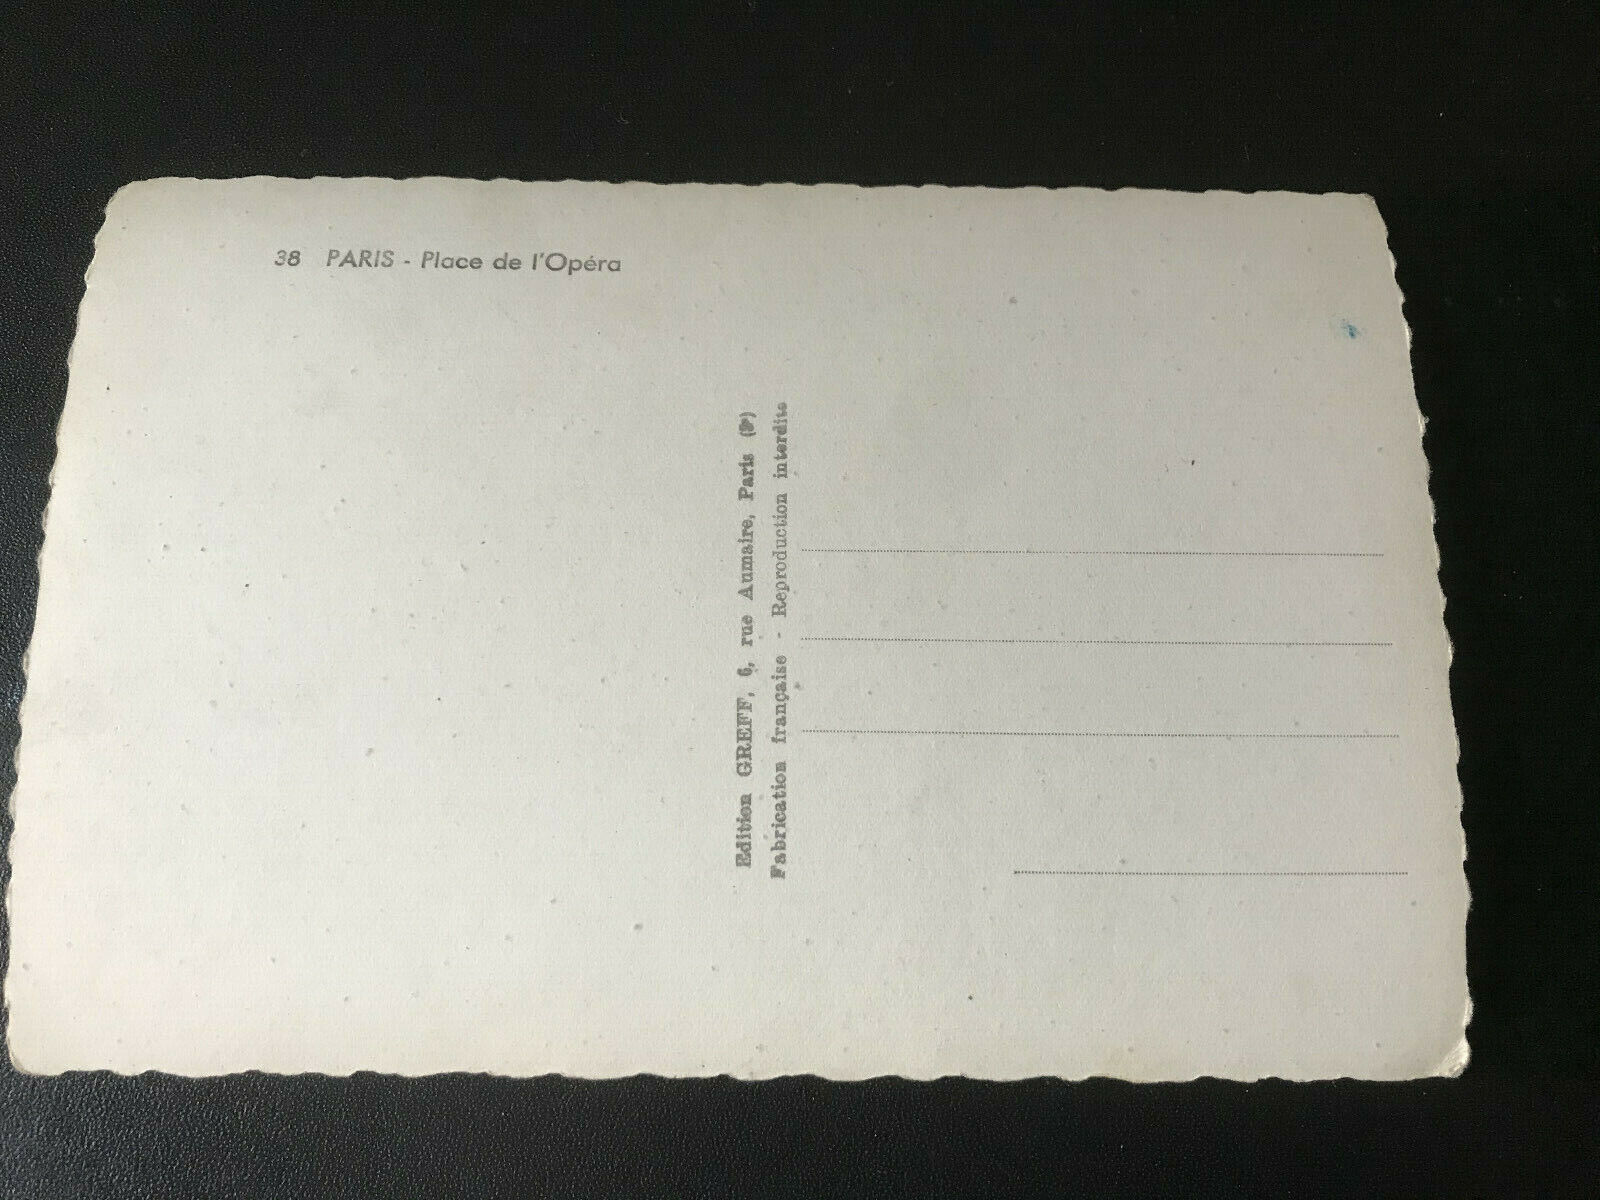 38 PARIS - Place de l'Opéra
Edition GREFF, 6, rue Aumaire, Paris (3ᵉ)
Fabrication française - Reproduction interdite